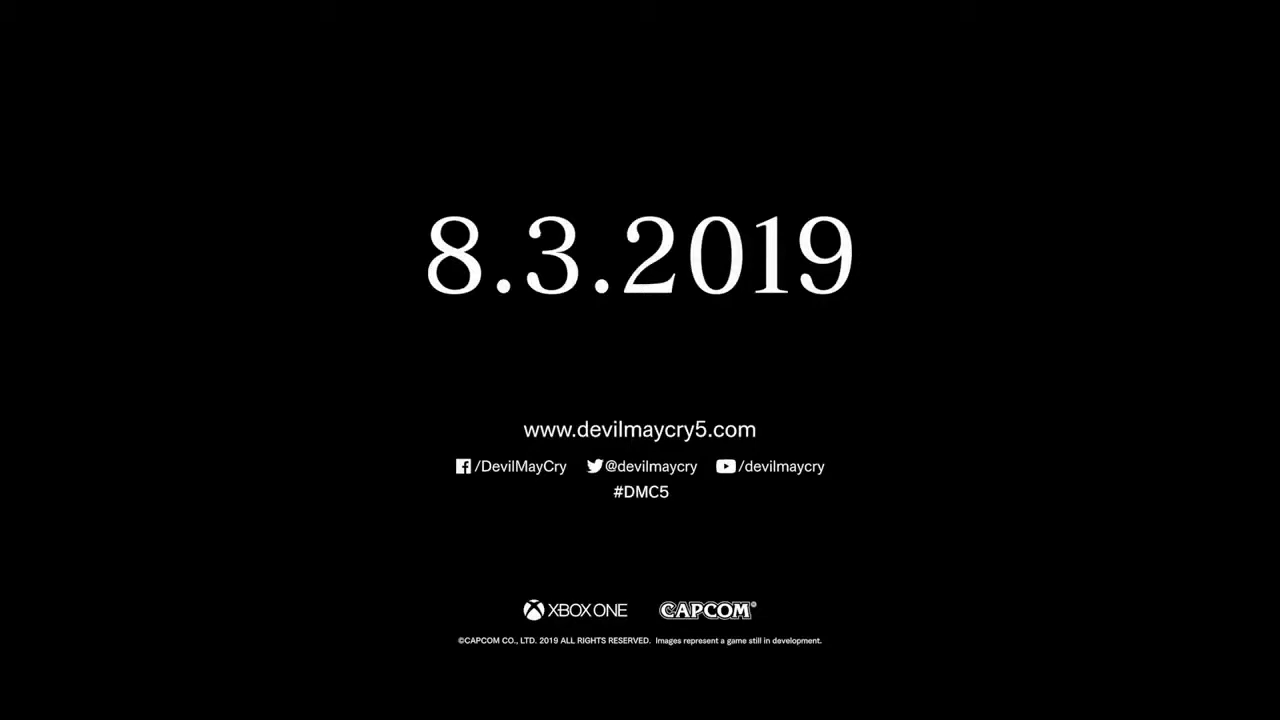 8.3.2019
www.devilmaycry5.com
/DevilMayCry @devilmaycry /devilmaycry
#DMC5
XBOX ONE CAPCOM®
©CAPCOM CO., LTD. 2019 ALL RIGHTS RESERVED. Images represent a game still in development.